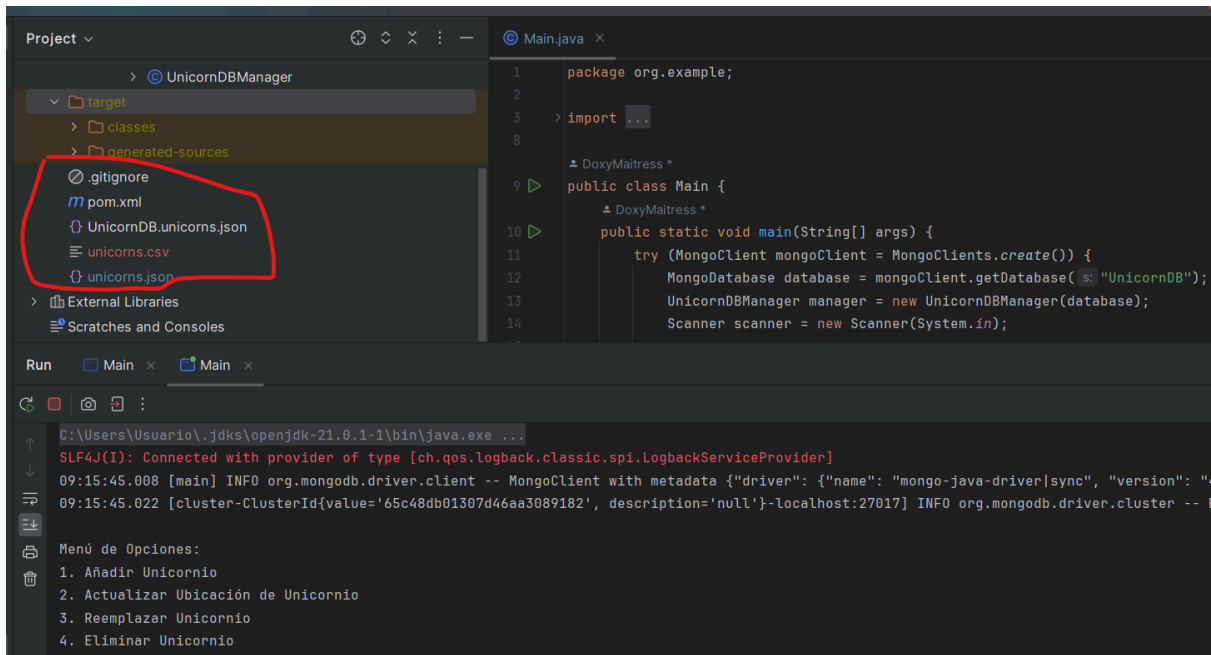 Project
UnicornDBManager
target
classes
generated-sources
.gitignore
pom.xml
UnicornDB.unicorns.json
unicorns.csv
unicorns.json
External Libraries
Scratches and Consoles
Main.java
1 package org.example;
2
3 import ...
8
DoxyMaitress *
9 public class Main {
DoxyMaitress *
10 public static void main(String[] args) {
11 try (MongoClient mongoClient = MongoClients.create()) {
12 MongoDatabase database = mongoClient.getDatabase( s: "UnicornDB");
13 UnicornDBManager manager = new UnicornDBManager(database);
14 Scanner scanner = new Scanner(System.in);
Run Main Main
C:\Users\Usuario\.jdks\openjdk-21.0.1-1\bin\java.exe ...
SLF4J(I): Connected with provider of type [ch.qos.logback.classic.spi.LogbackServiceProvider]
09:15:45.008 [main] INFO org.mongodb.driver.client -- MongoClient with metadata {"driver": {"name": "mongo-java-driver|sync", "version": "
09:15:45.022 [cluster-ClusterId{value='65c48db01307d46aa3089182', description='null'}-localhost:27017] INFO org.mongodb.driver.cluster --
Menú de Opciones:
1. Añadir Unicornio
2. Actualizar Ubicación de Unicornio
3. Reemplazar Unicornio
4. Eliminar Unicornio